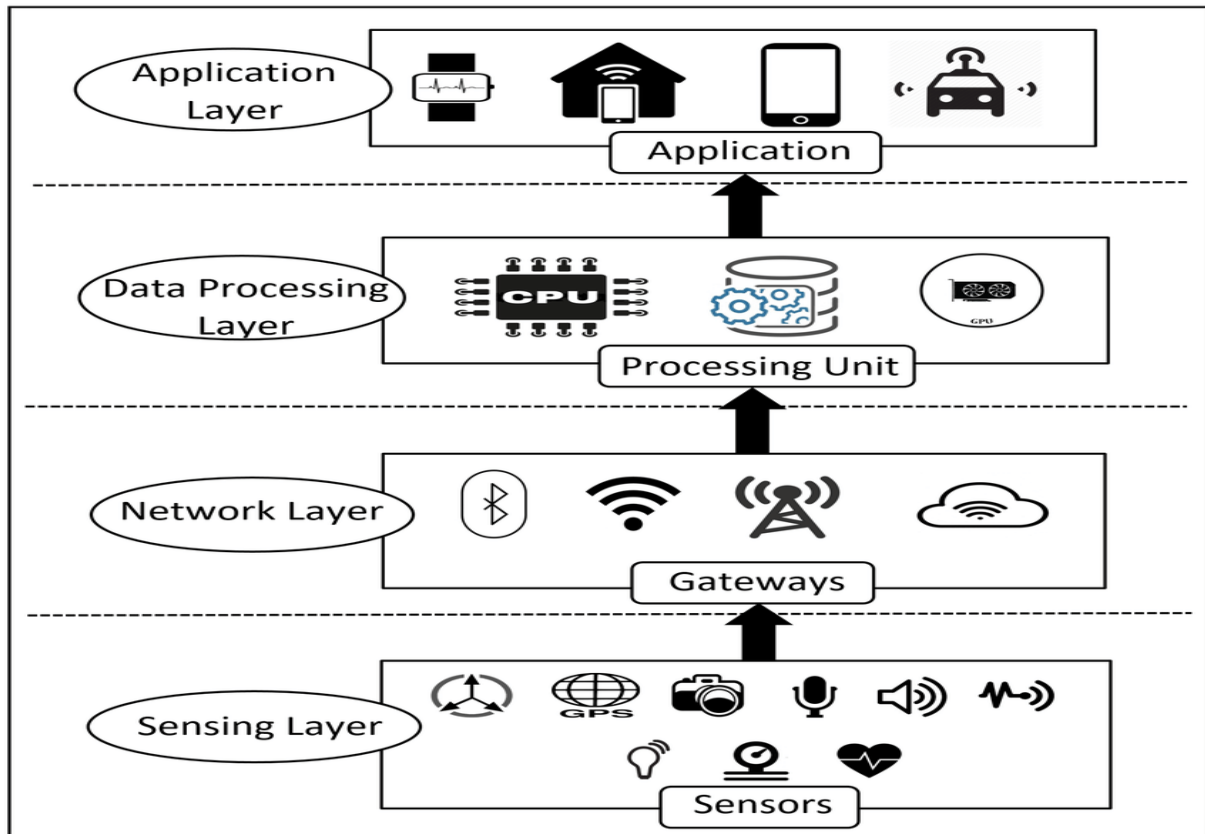 Application
Layer
Application
Data Processing
Layer
CPU
GPU
Processing Unit
Network Layer
Gateways
Sensing Layer
GPS
Sensors